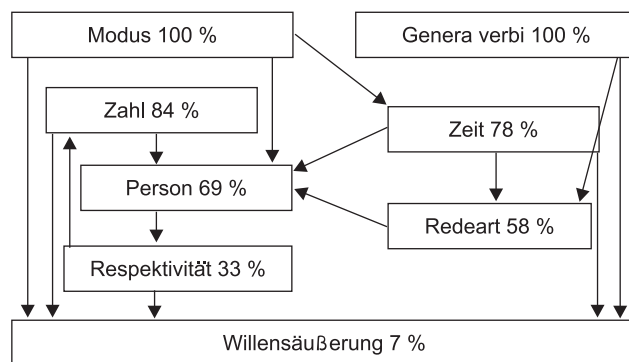 Modus 100 %
Genera verbi 100 %
Zahl 84 %
Zeit 78 %
Person 69 %
Redeart 58 %
Respektivität 33 %
Willensäußerung 7 %